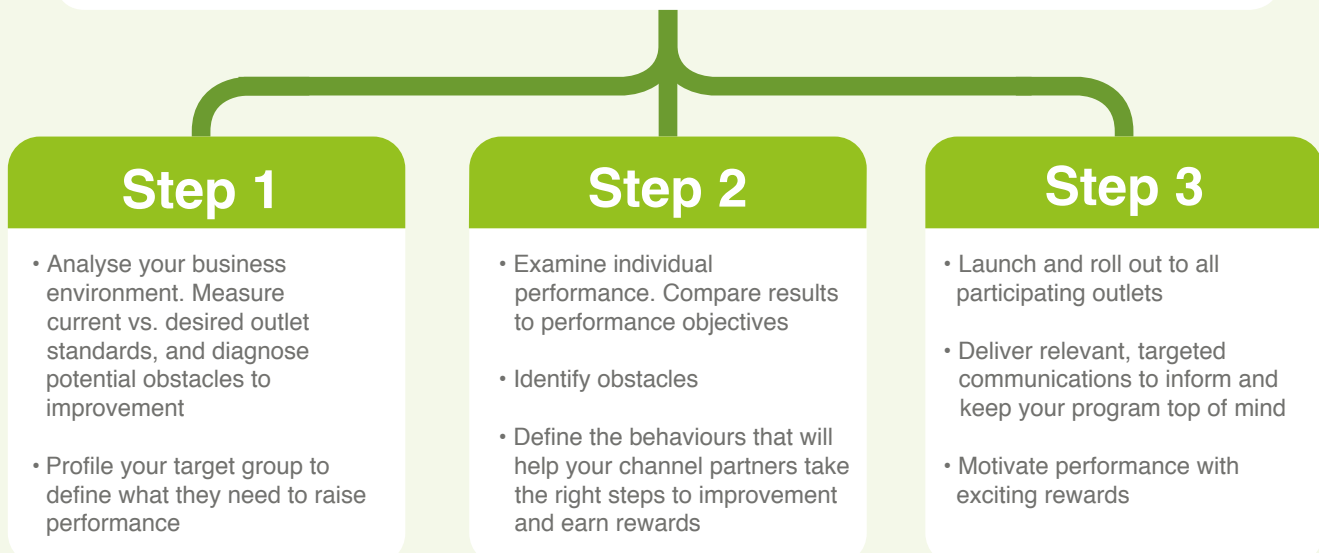 Step 1
• Analyse your business
environment. Measure
current vs. desired outlet
standards, and diagnose
potential obstacles to
improvement
• Profile your target group to
define what they need to raise
performance
Step 2
• Examine individual
performance. Compare results
to performance objectives
• Identify obstacles
• Define the behaviours that will
help your channel partners take
the right steps to improvement
and earn rewards
Step 3
• Launch and roll out to all
participating outlets
• Deliver relevant, targeted
communications to inform and
keep your program top of mind
• Motivate performance with
exciting rewards